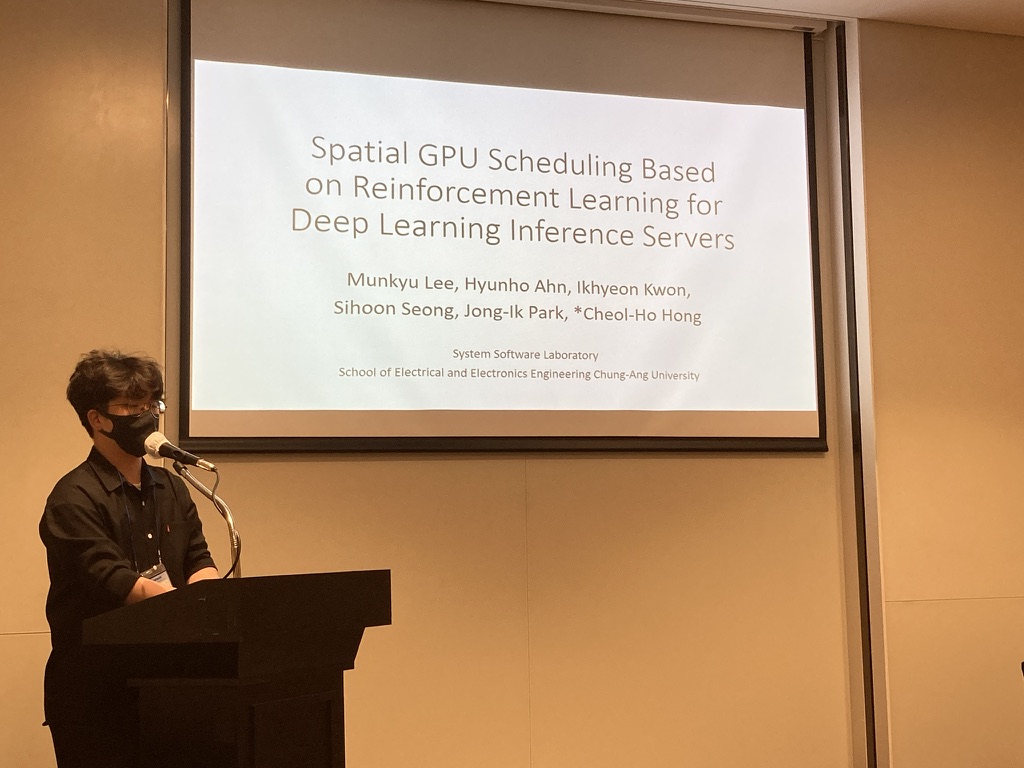 Spatial GPU Scheduling Based
on Reinforcement Learning for
Deep Learning Inference Servers
Munkyu Lee, Hyunho Ahn, Ikhyeon Kwon,
Sihoon Seong, Jong-Ik Park, *Cheol-Ho Hong
System Software Laboratory
School of Electrical and Electronics Engineering Chung-Ang University